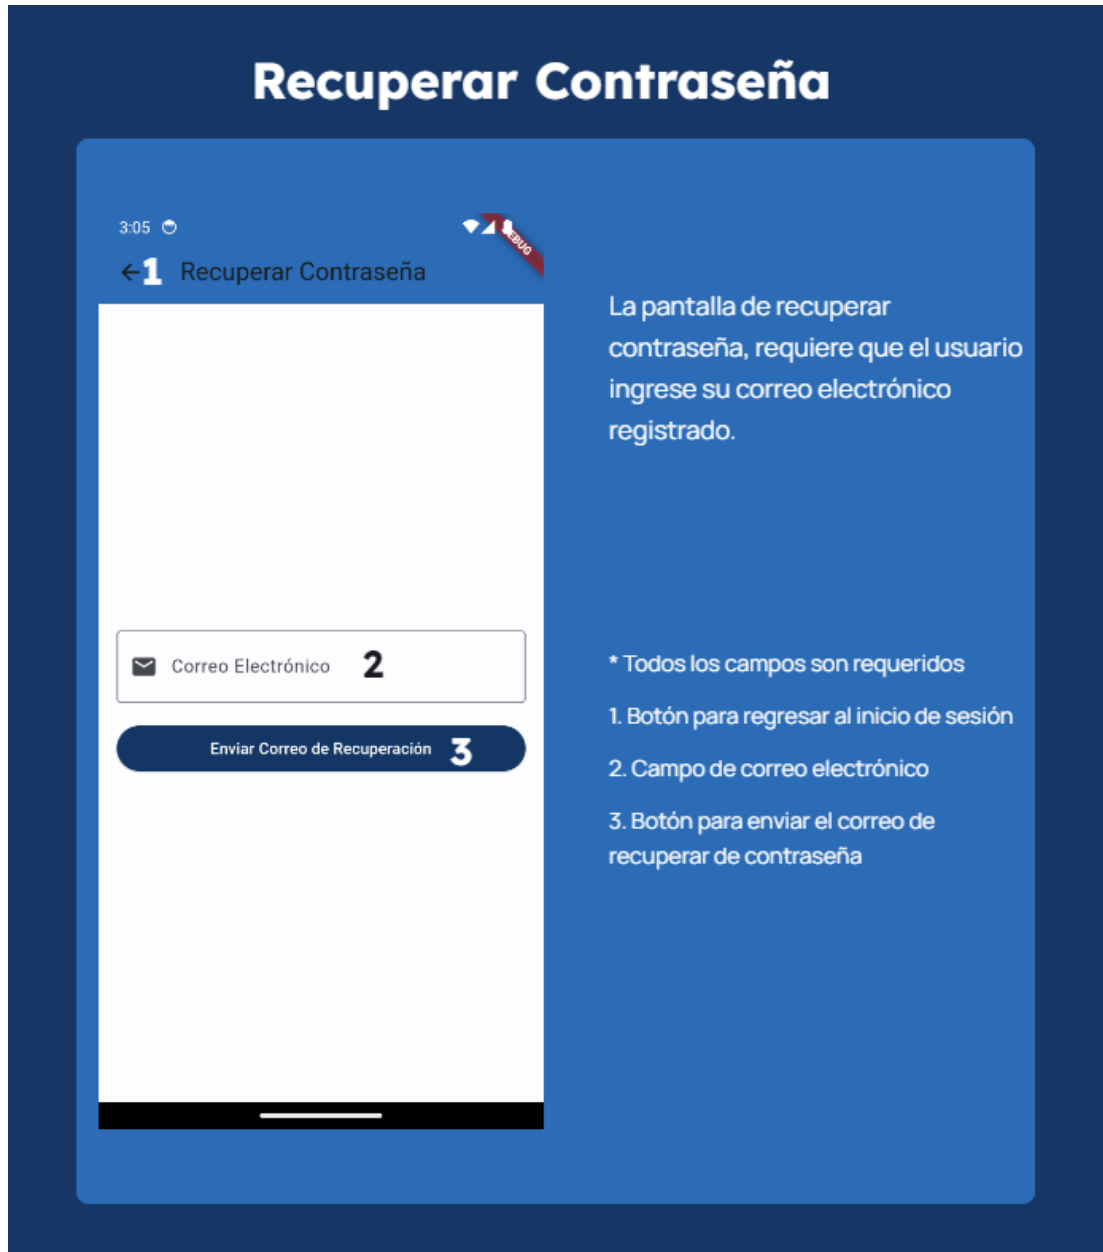 Recuperar Contraseña
3:05
DEBUG
1 Recuperar Contraseña
Correo Electrónico 2
Enviar Correo de Recuperación 3
La pantalla de recuperar
contraseña, requiere que el usuario
ingrese su correo electrónico
registrado.
* Todos los campos son requeridos
1. Botón para regresar al inicio de sesión
2. Campo de correo electrónico
3. Botón para enviar el correo de
recuperar de contraseña